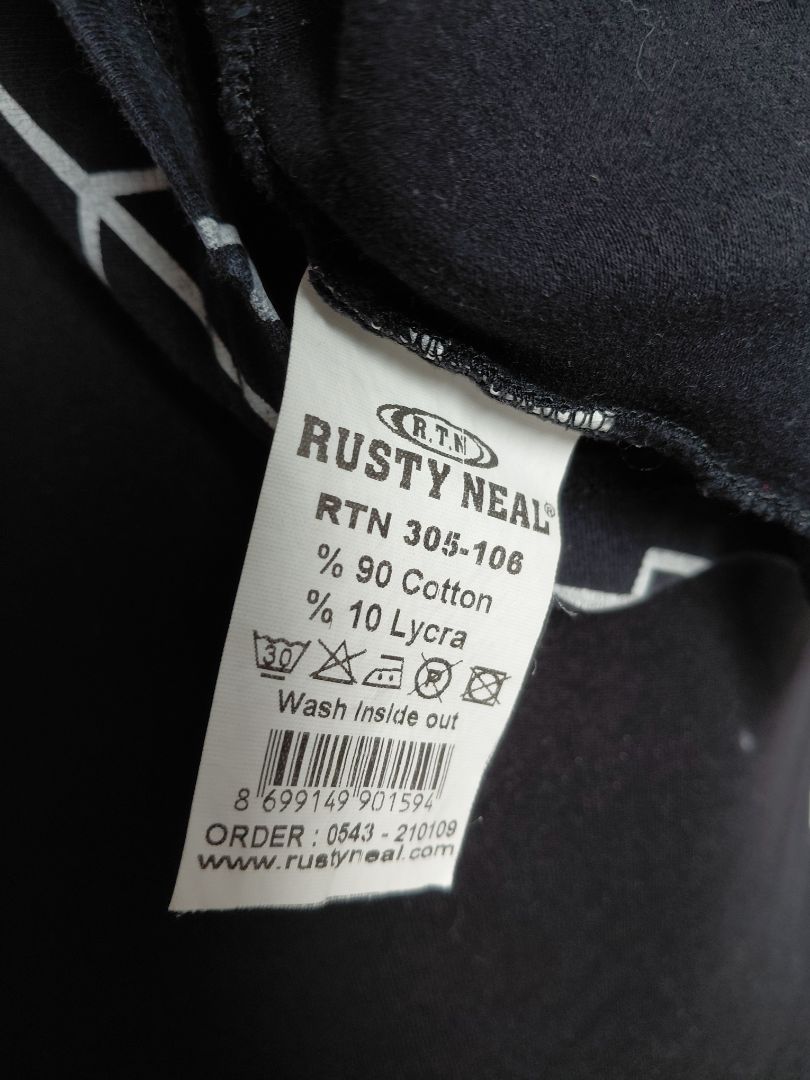 R.T.N
RUSTY NEAL®
RTN 305-106
% 90 Cotton
% 10 Lycra
30 P
Wash Inside out
8 699149 901594
ORDER : 0543 - 210109
www.rustyneal.com